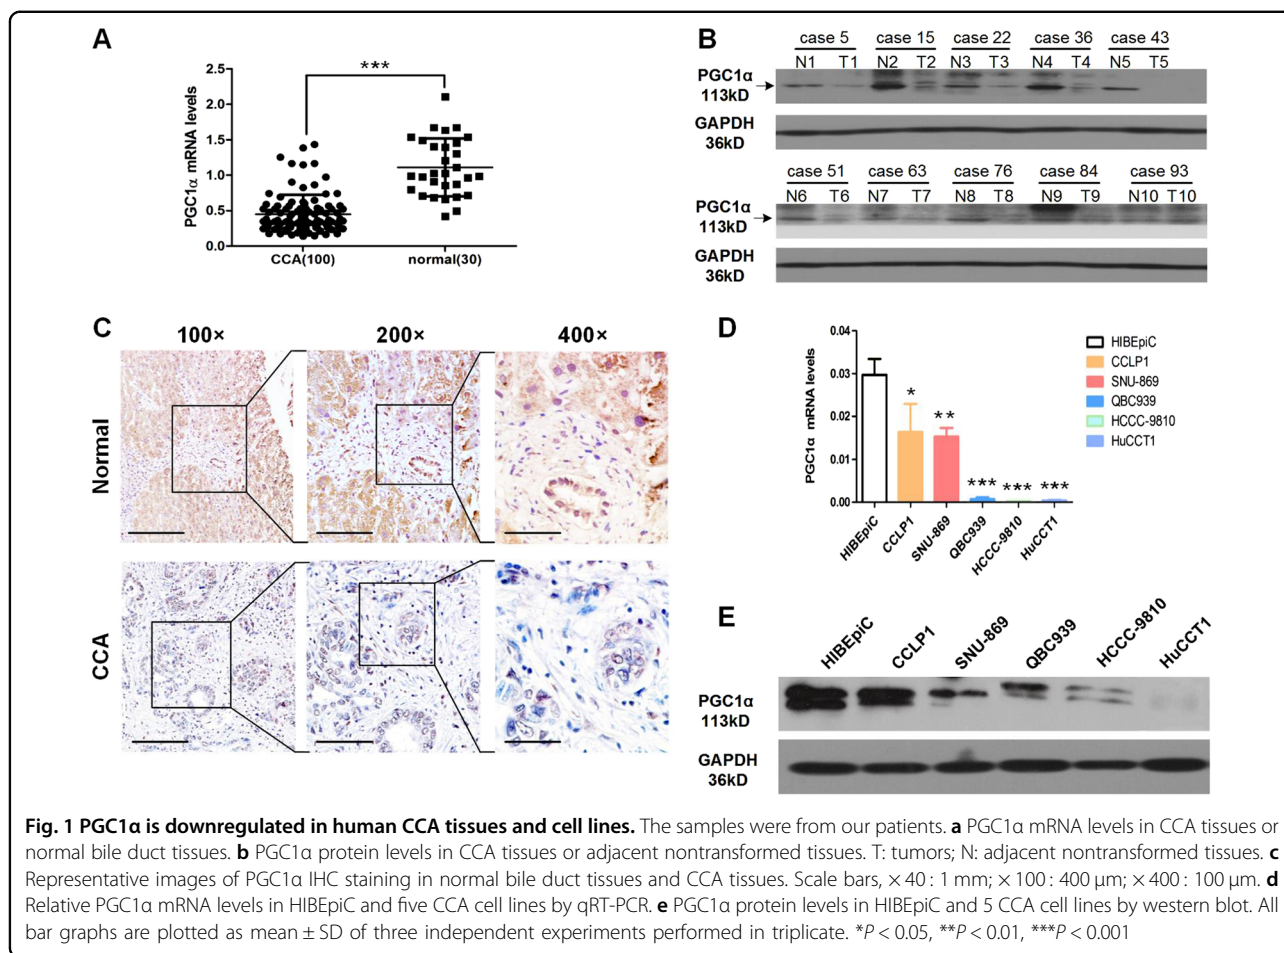 A
***
2.5
2.0
1.5
1.0
0.5
0.0
PGC1α mRNA levels
CCA(100)
normal(30)
B
case 5 case 15 case 22 case 36 case 43
N1 T1 N2 T2 N3 T3 N4 T4 N5 T5
PGC1α
113kD
GAPDH
36kD
case 51 case 63 case 76 case 84 case 93
N6 T6 N7 T7 N8 T8 N9 T9 N10 T10
PGC1α
113kD
GAPDH
36kD
C
100× 200× 400×
Normal
CCA
D
0.04
0.03
0.02
0.01
0.00
PGC1α mRNA levels
* ** *** *** ***
HIBEpiC CCLP1 SNU-869 QBC939 HCCC-9810 HuCCT1
HIBEpiC
CCLP1
SNU-869
QBC939
HCCC-9810
HuCCT1
E
HIBEpiC CCLP1 SNU-869 QBC939 HCCC-9810 HuCCT1
PGC1α
113kD
GAPDH
36kD
Fig. 1 PGC1α is downregulated in human CCA tissues and cell lines. The samples were from our patients. a PGC1α mRNA levels in CCA tissues or
normal bile duct tissues. b PGC1α protein levels in CCA tissues or adjacent nontransformed tissues. T: tumors; N: adjacent nontransformed tissues. c
Representative images of PGC1α IHC staining in normal bile duct tissues and CCA tissues. Scale bars, ×40 : 1 mm; ×100 : 400 μm; ×400 : 100 μm. d
Relative PGC1α mRNA levels in HIBEpiC and five CCA cell lines by qRT-PCR. e PGC1α protein levels in HIBEpiC and 5 CCA cell lines by western blot. All
bar graphs are plotted as mean ± SD of three independent experiments performed in triplicate. *P < 0.05, **P < 0.01, ***P < 0.001